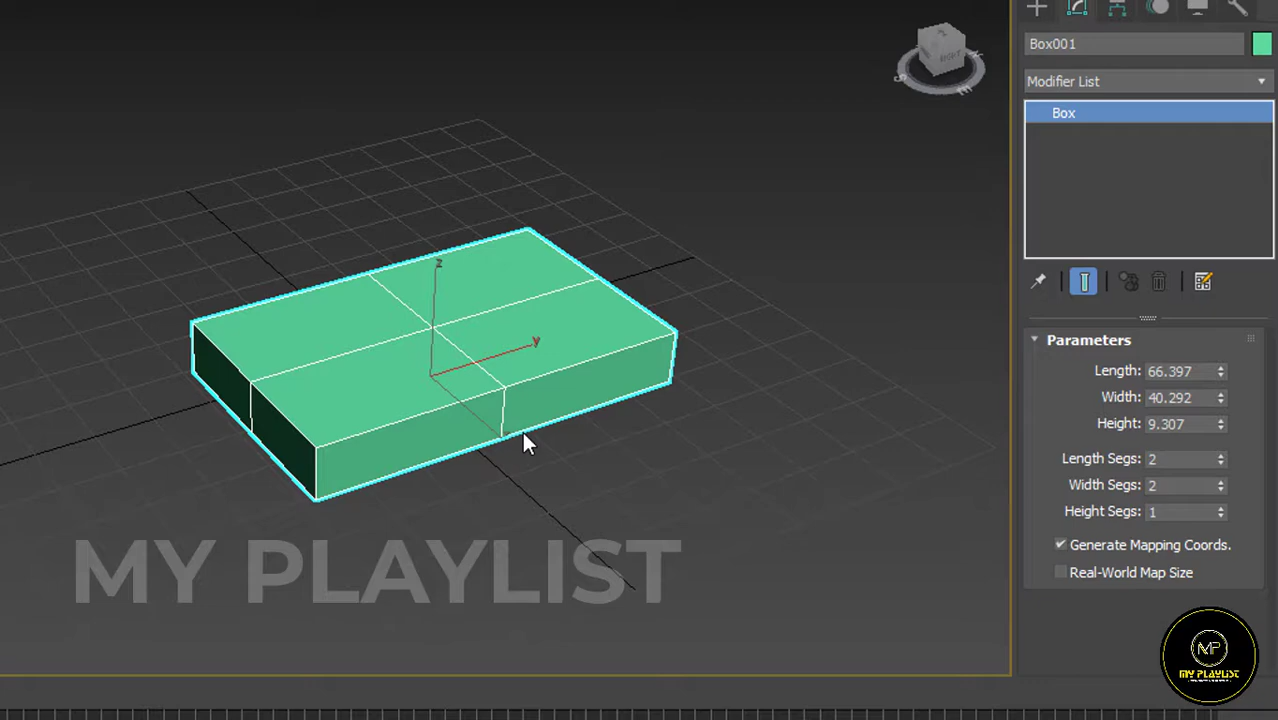 Box001
Modifier List
Box
z
y
Parameters
Length: 66.397
Width: 40.292
Height: 9.307
Length Segs: 2
Width Segs: 2
Height Segs: 1
Generate Mapping Coords.
Real-World Map Size
MY PLAYLIST
MP
MY PLAYLIST